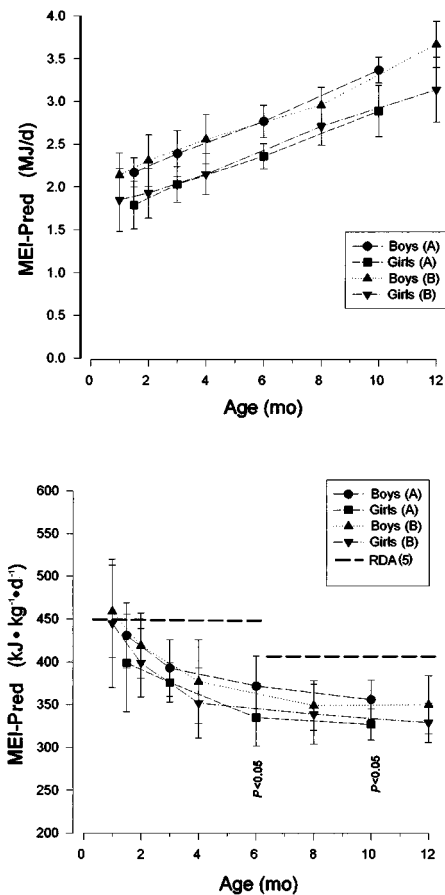 4.0
3.5
3.0
2.5
2.0
1.5
1.0
0.5
0.0
MEI-Pred (MJ/d)
Boys (A)
Girls (A)
Boys (B)
Girls (B)
0 2 4 6 8 10 12
Age (mo)
600
550
500
450
400
350
300
250
200
MEI-Pred (kJ • kg⁻¹• d⁻¹)
Boys (A)
Girls (A)
Boys (B)
Girls (B)
RDA (5)
P<0.05
P<0.05
0 2 4 6 8 10 12
Age (mo)